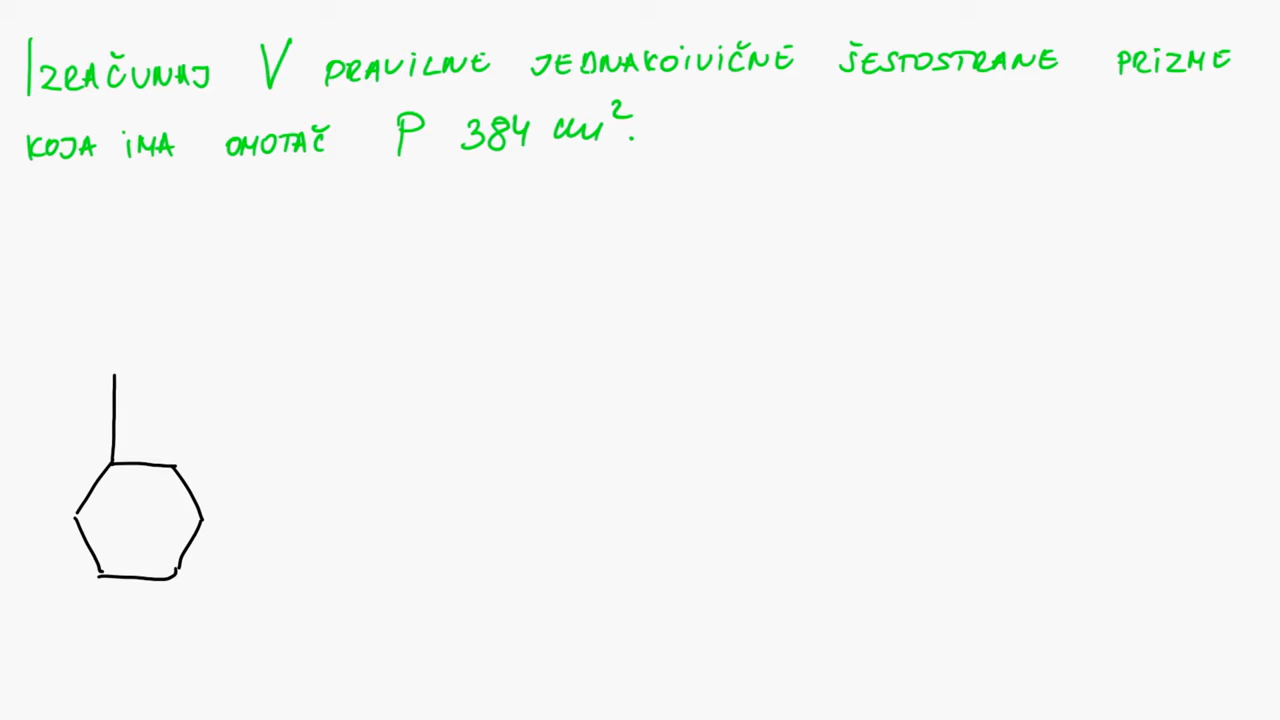 IZRAČUNAJ V PRAVILNE JEDNAKOIVIČNE ŠESTOSTRANE PRIZME
KOJA IMA OMOTAČ P 384 cm².